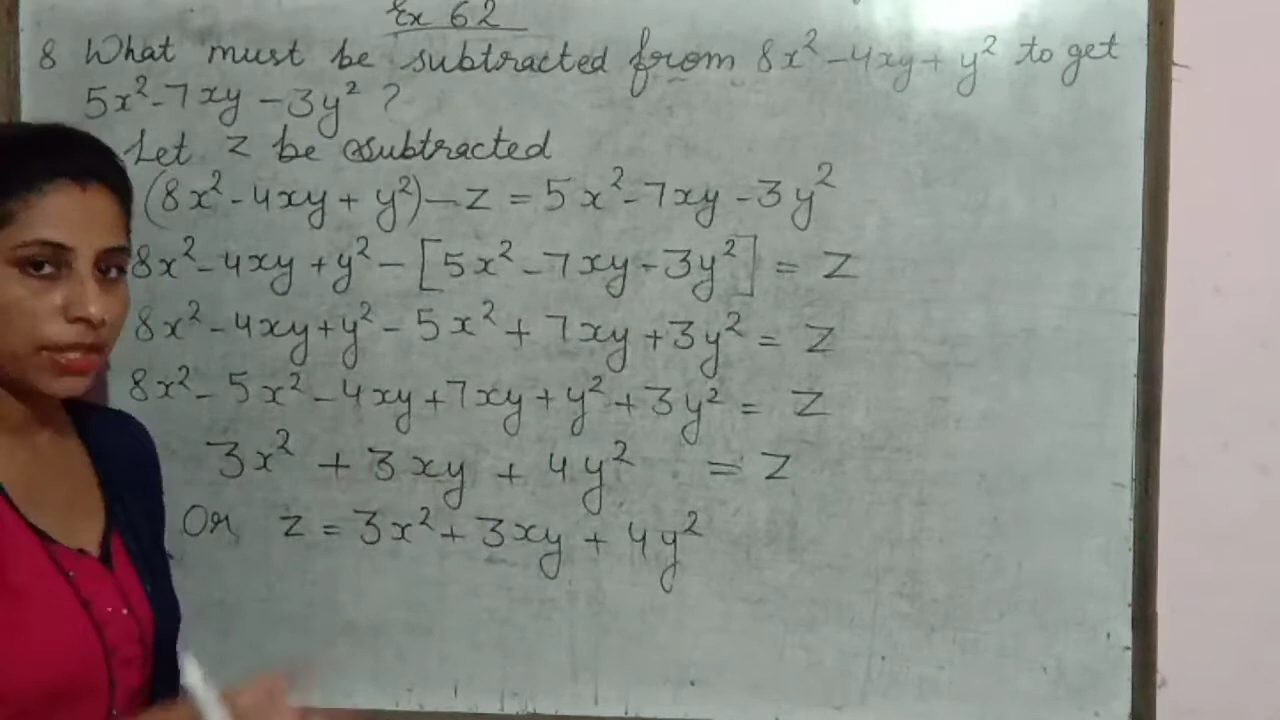 Ex 62
8 What must be subtracted from 8x² - 4xy + y² to get
5x² - 7xy - 3y² ?
Let z be subtracted
(8x² - 4xy + y²) - z = 5x² - 7xy - 3y²
8x² - 4xy + y² - [5x² - 7xy - 3y²] = z
8x² - 4xy + y² - 5x² + 7xy + 3y² = z
8x² - 5x² - 4xy + 7xy + y² + 3y² = z
3x² + 3xy + 4y² = z
Or z = 3x² + 3xy + 4y²